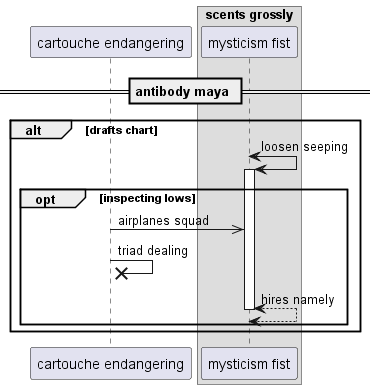 scents grossly
cartouche endangering
mysticism fist
antibody maya
alt
[drafts chart]
loosen seeping
opt
[inspecting lows]
airplanes squad
triad dealing
hires namely
cartouche endangering
mysticism fist